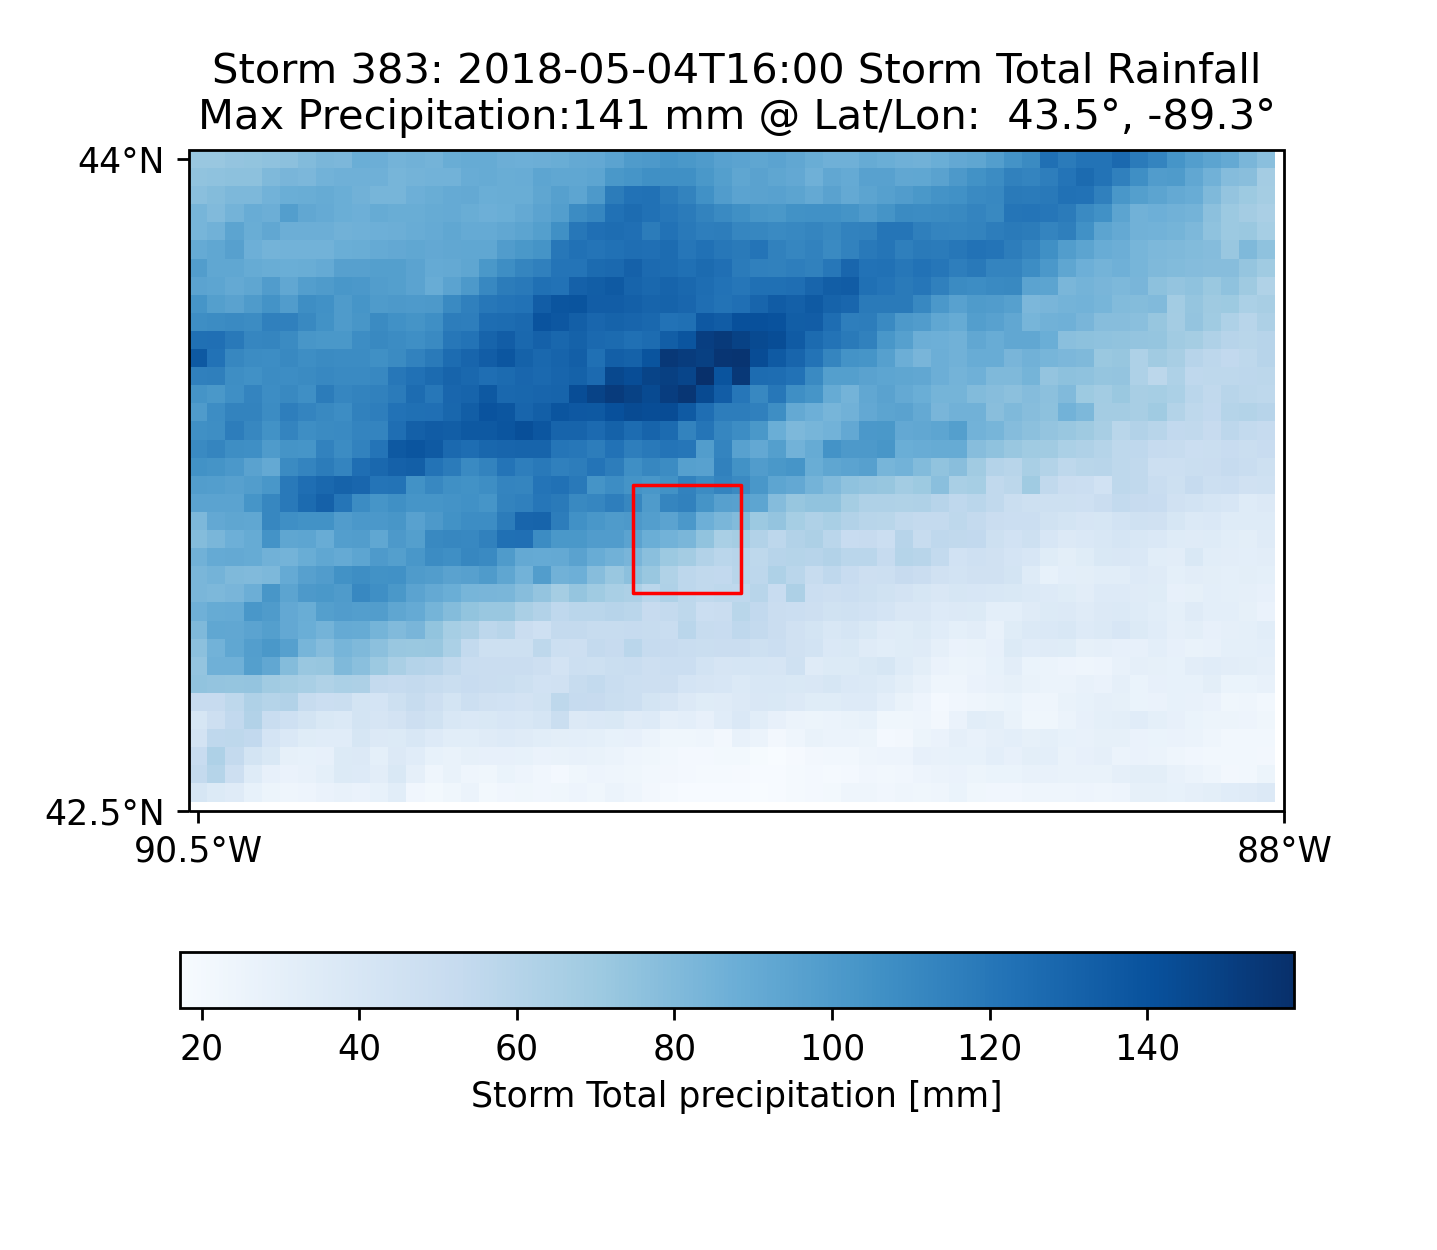 Storm 383: 2018-05-04T16:00 Storm Total Rainfall
Max Precipitation:141 mm @ Lat/Lon:  43.5°, -89.3°
44°N
42.5°N
90.5°W 88°W
20 40 60 80 100 120 140
Storm Total precipitation [mm]